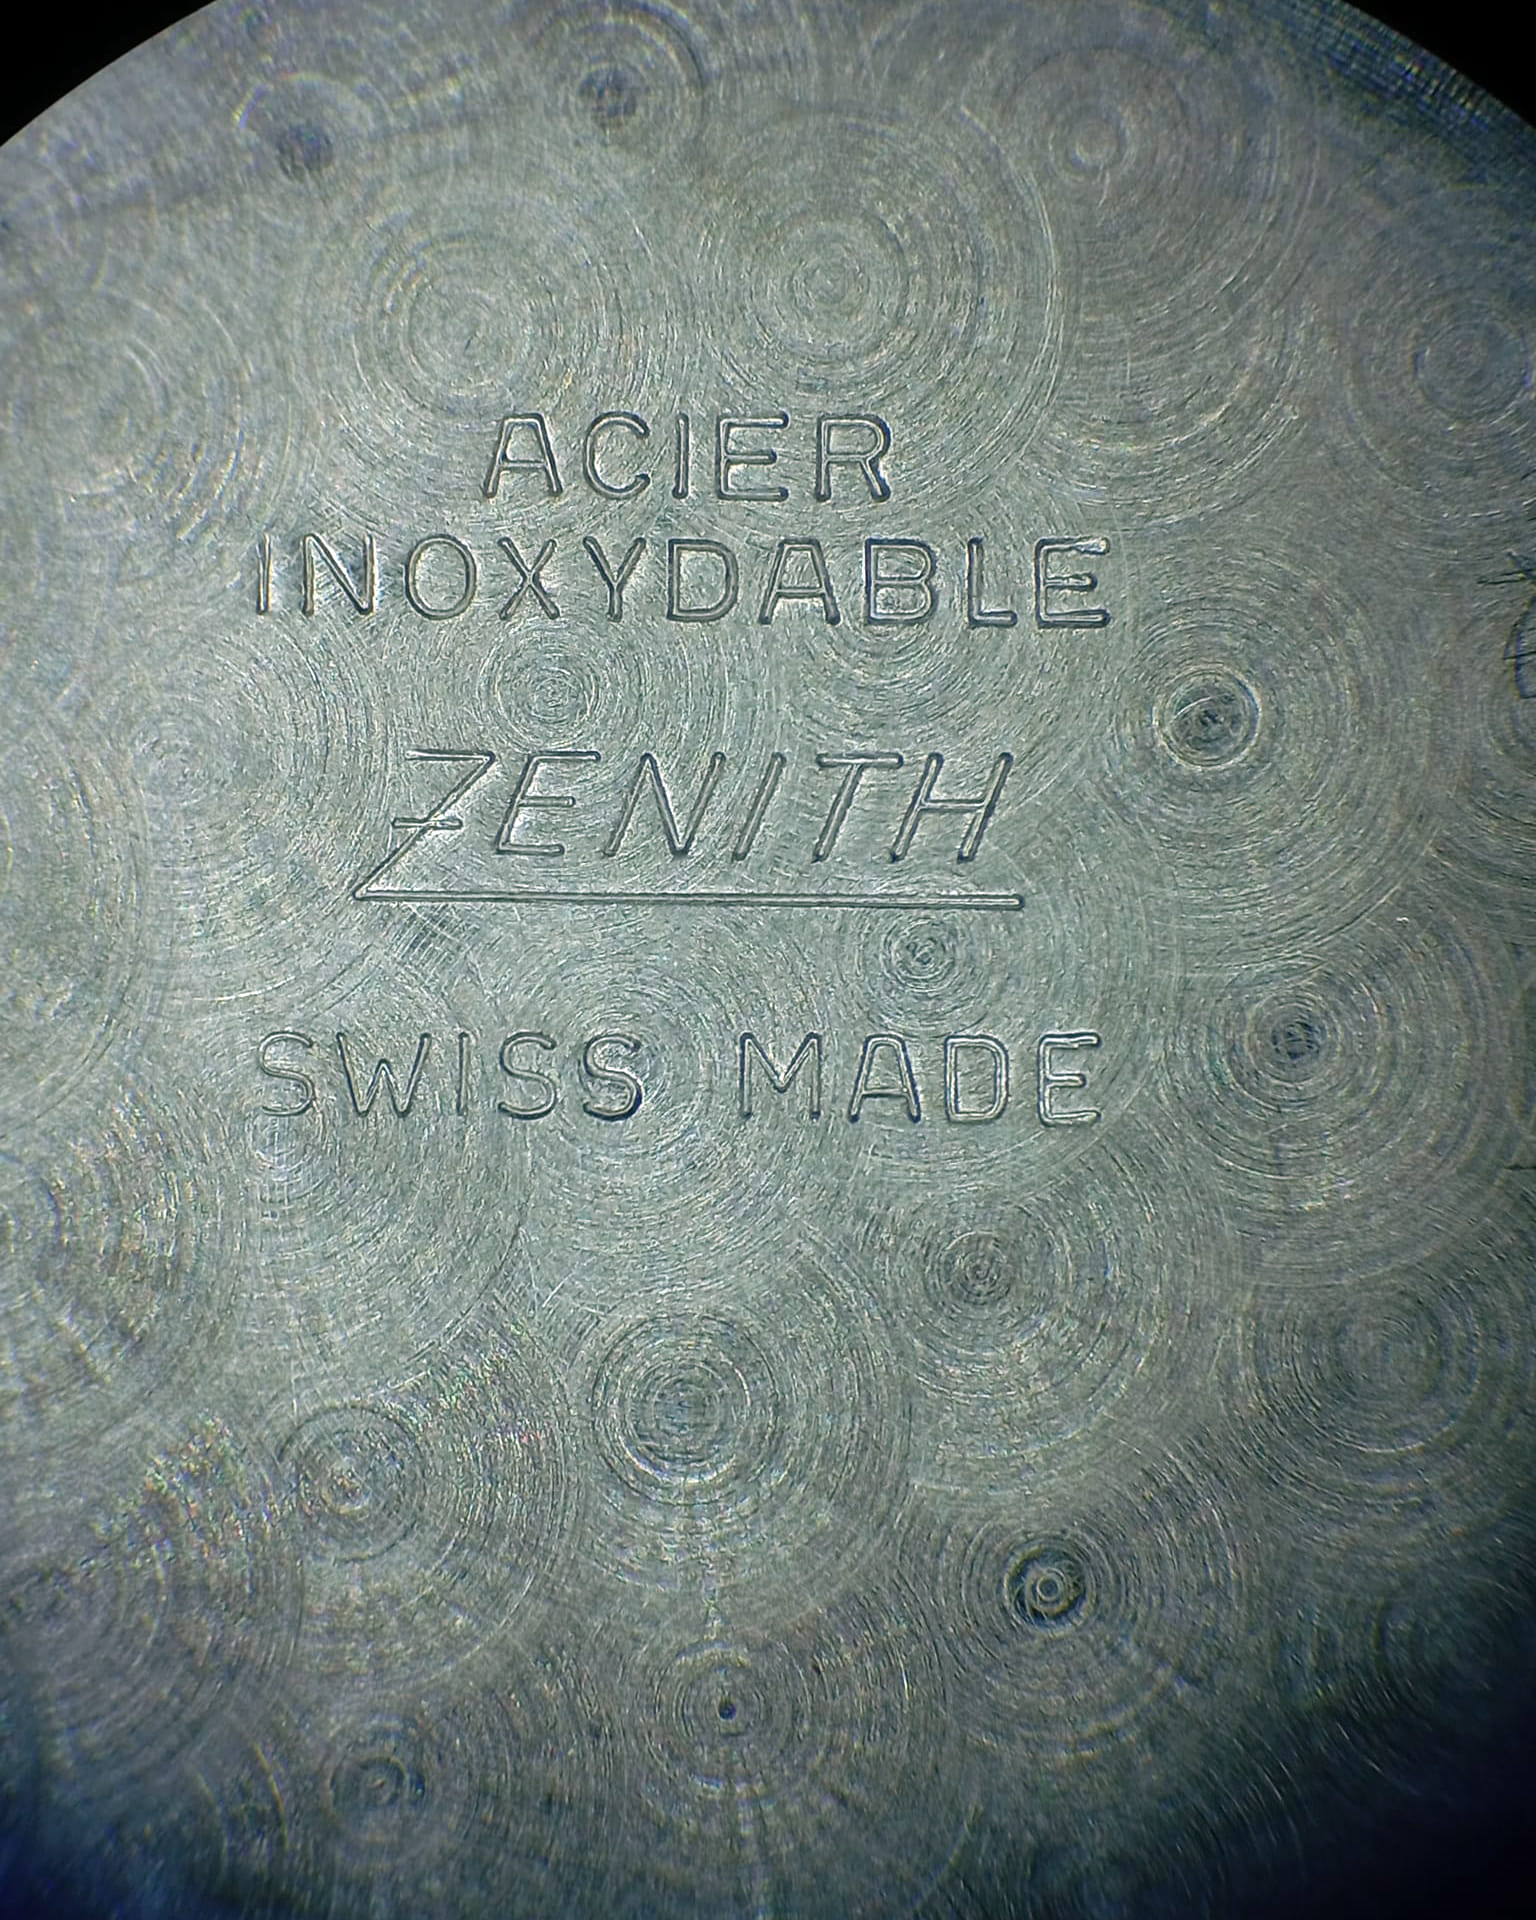 ACIER
INOXYDABLE
ZENITH
SWISS MADE